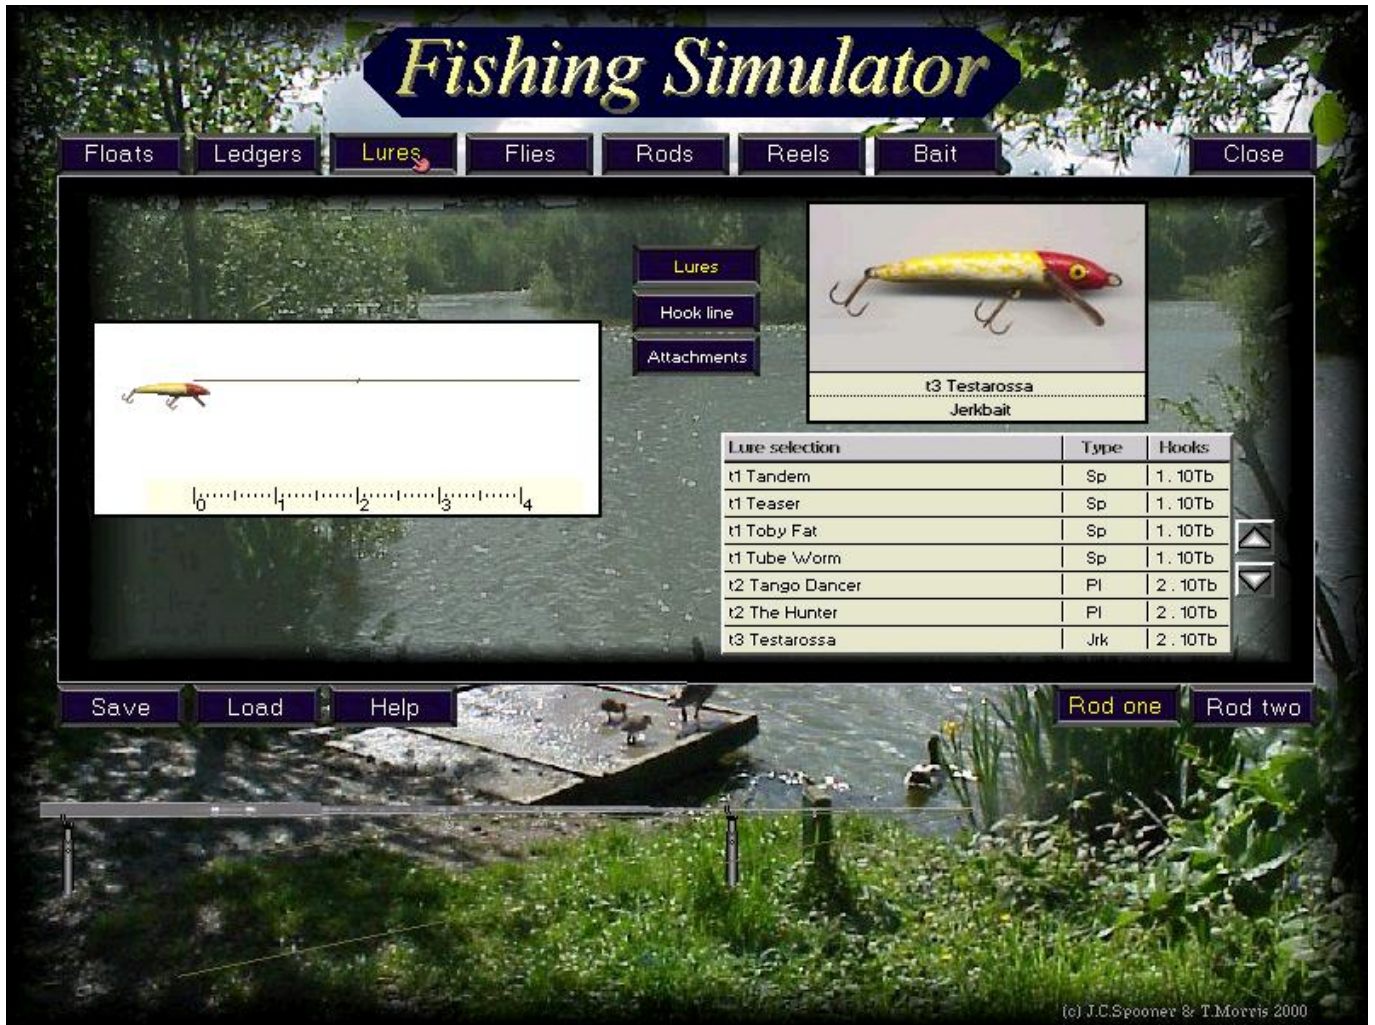 Fishing Simulator
Floats Ledgers Lures Flies Rods Reels Bait Close
Lures
Hook line
Attachments
t3 Testarossa
Jerkbait
Lure selection Type Hooks
t1 Tandem Sp 1 . 10Tb
t1 Teaser Sp 1 . 10Tb
t1 Toby Fat Sp 1 . 10Tb
t1 Tube Worm Sp 1 . 10Tb
t2 Tango Dancer Pl 2 . 10Tb
t2 The Hunter Pl 2 . 10Tb
t3 Testarossa Jrk 2 . 10Tb
0 1 2 3 4
Save Load Help Rod one Rod two
(c) J.C.Spooner & T.Morris 2000